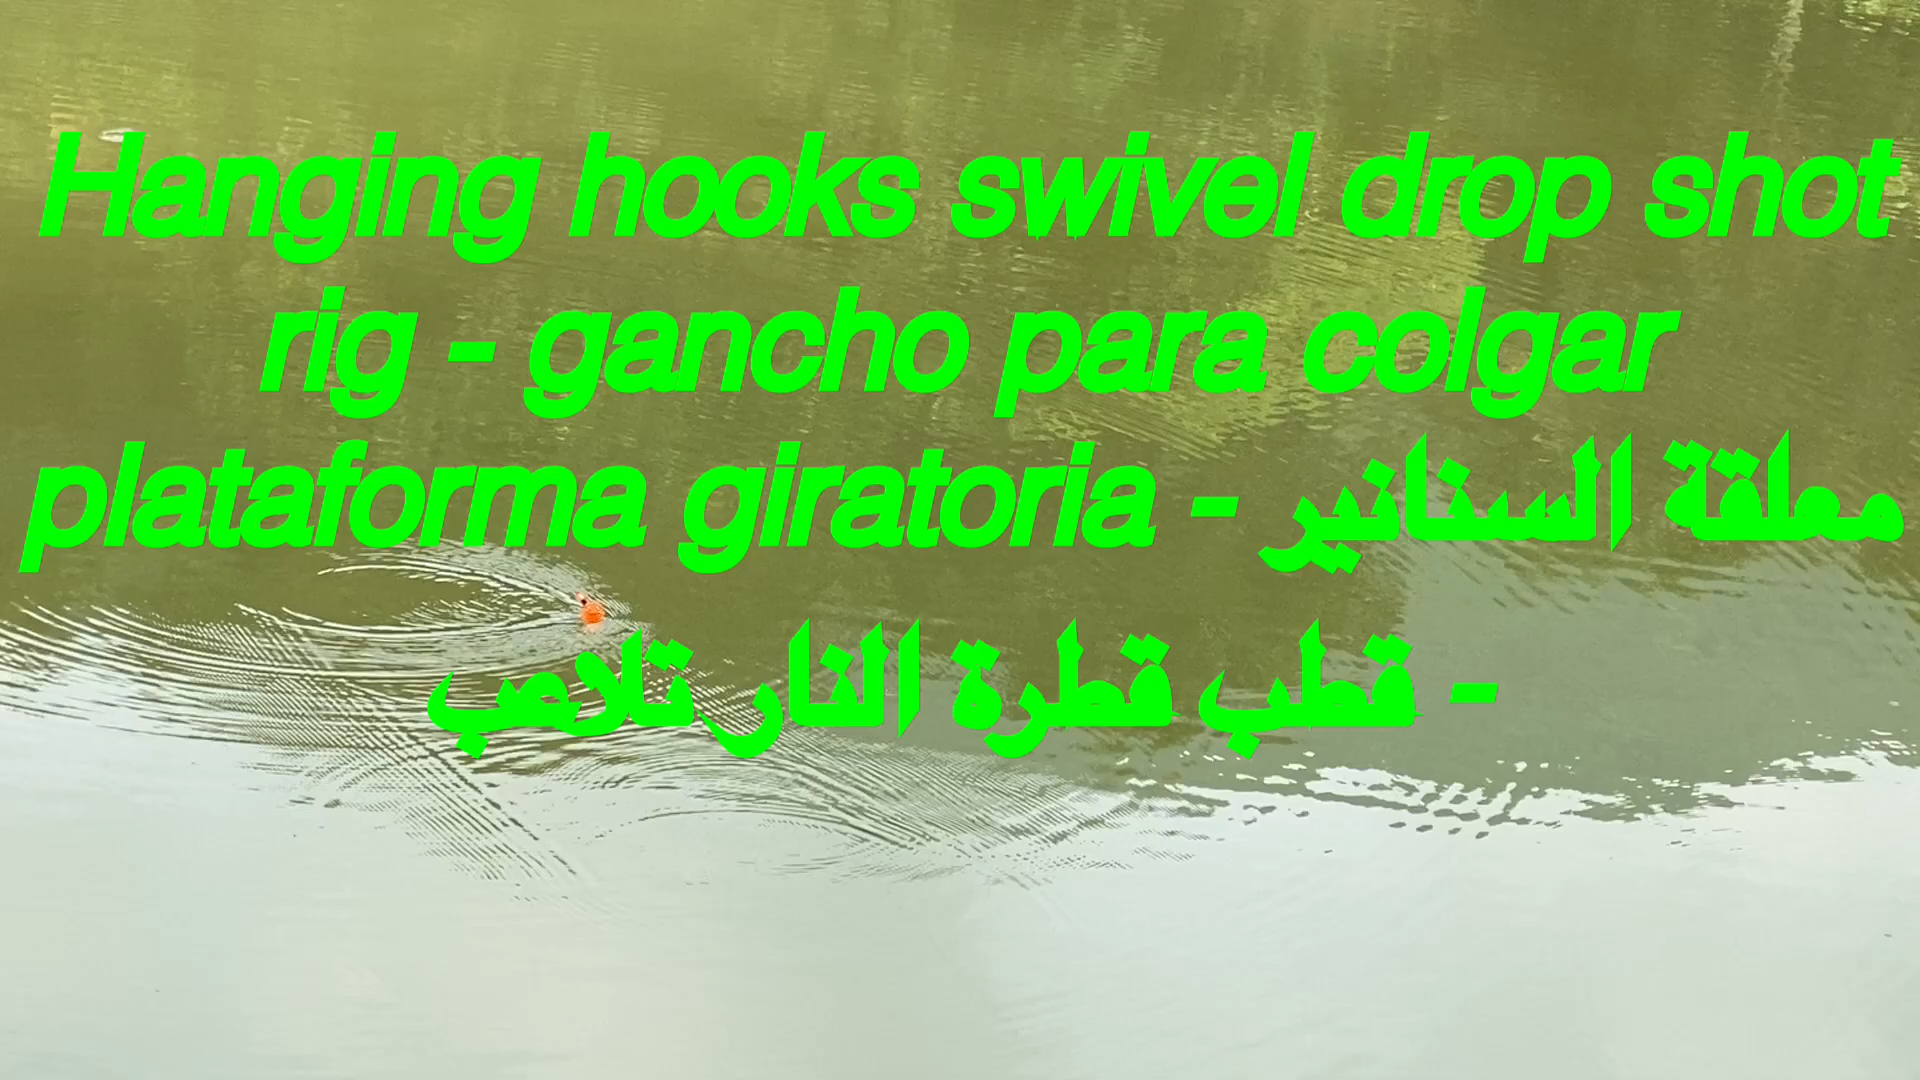 Hanging hooks swivel drop shot
rig - gancho para colgar
plataforma giratoria - معلقة السنانير
- قطب قطرة النار تلاعب